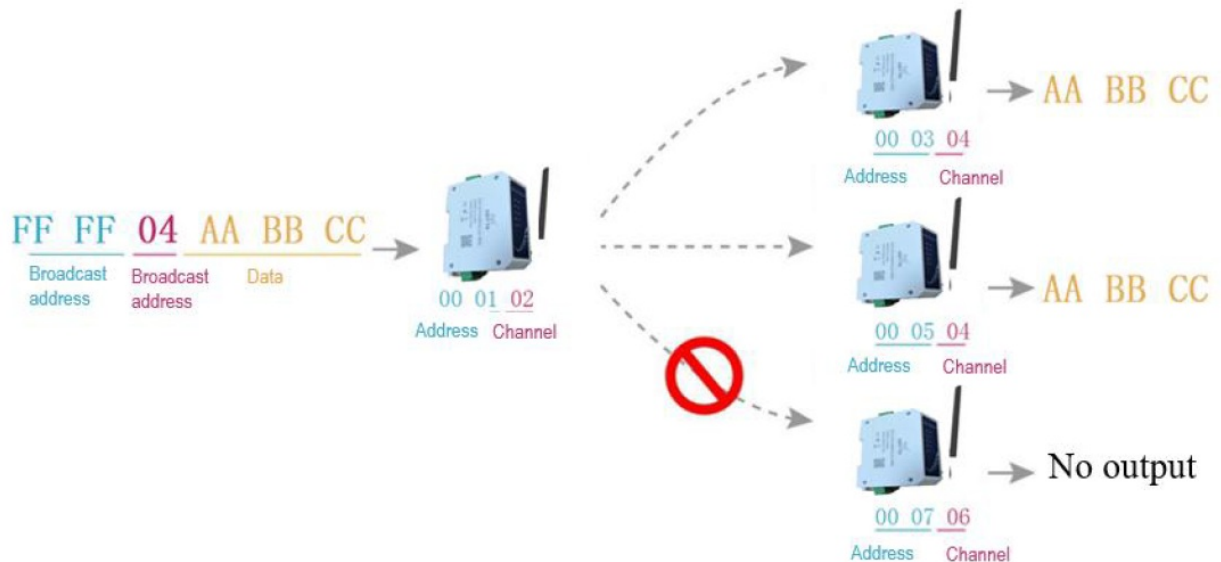 AA BB CC
00 03 04
Address Channel
FF FF 04 AA BB CC
Broadcast address Broadcast address Data
00 01 02
Address Channel
AA BB CC
00 05 04
Address Channel
No output
00 07 06
Address Channel